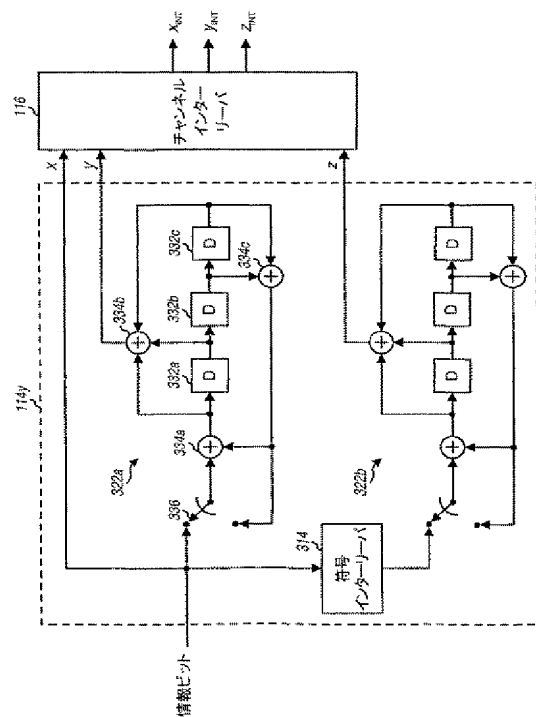 114y
116
x
y
z
チャンネル
インター
リーバ
xINT
yINT
zINT
334b
332a
332b
332c
334a
334c
322a
336
D
D
D
情報ビット
314
符号
インターリーバ
322b
D
D
D